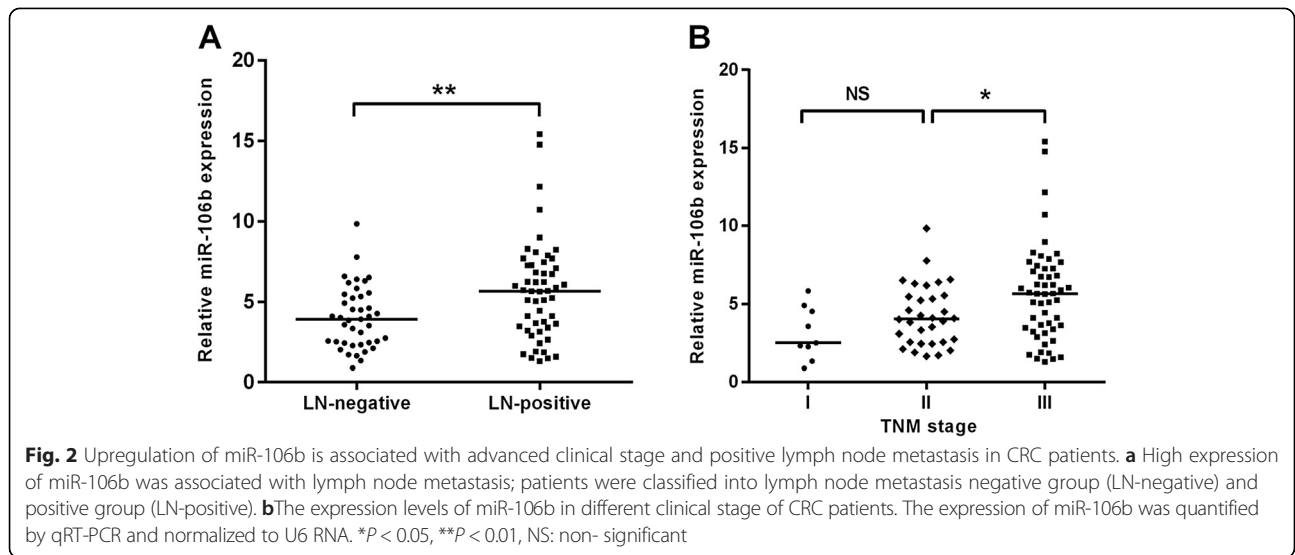 A
B
20
15
10
5
0
Relative miR-106b expression
**
LN-negative
LN-positive
20
15
10
5
0
Relative miR-106b expression
NS
*
I
II
III
TNM stage
Fig. 2 Upregulation of miR-106b is associated with advanced clinical stage and positive lymph node metastasis in CRC patients. a High expression
of miR-106b was associated with lymph node metastasis; patients were classified into lymph node metastasis negative group (LN-negative) and
positive group (LN-positive). bThe expression levels of miR-106b in different clinical stage of CRC patients. The expression of miR-106b was quantified
by qRT-PCR and normalized to U6 RNA. *P < 0.05, **P < 0.01, NS: non- significant